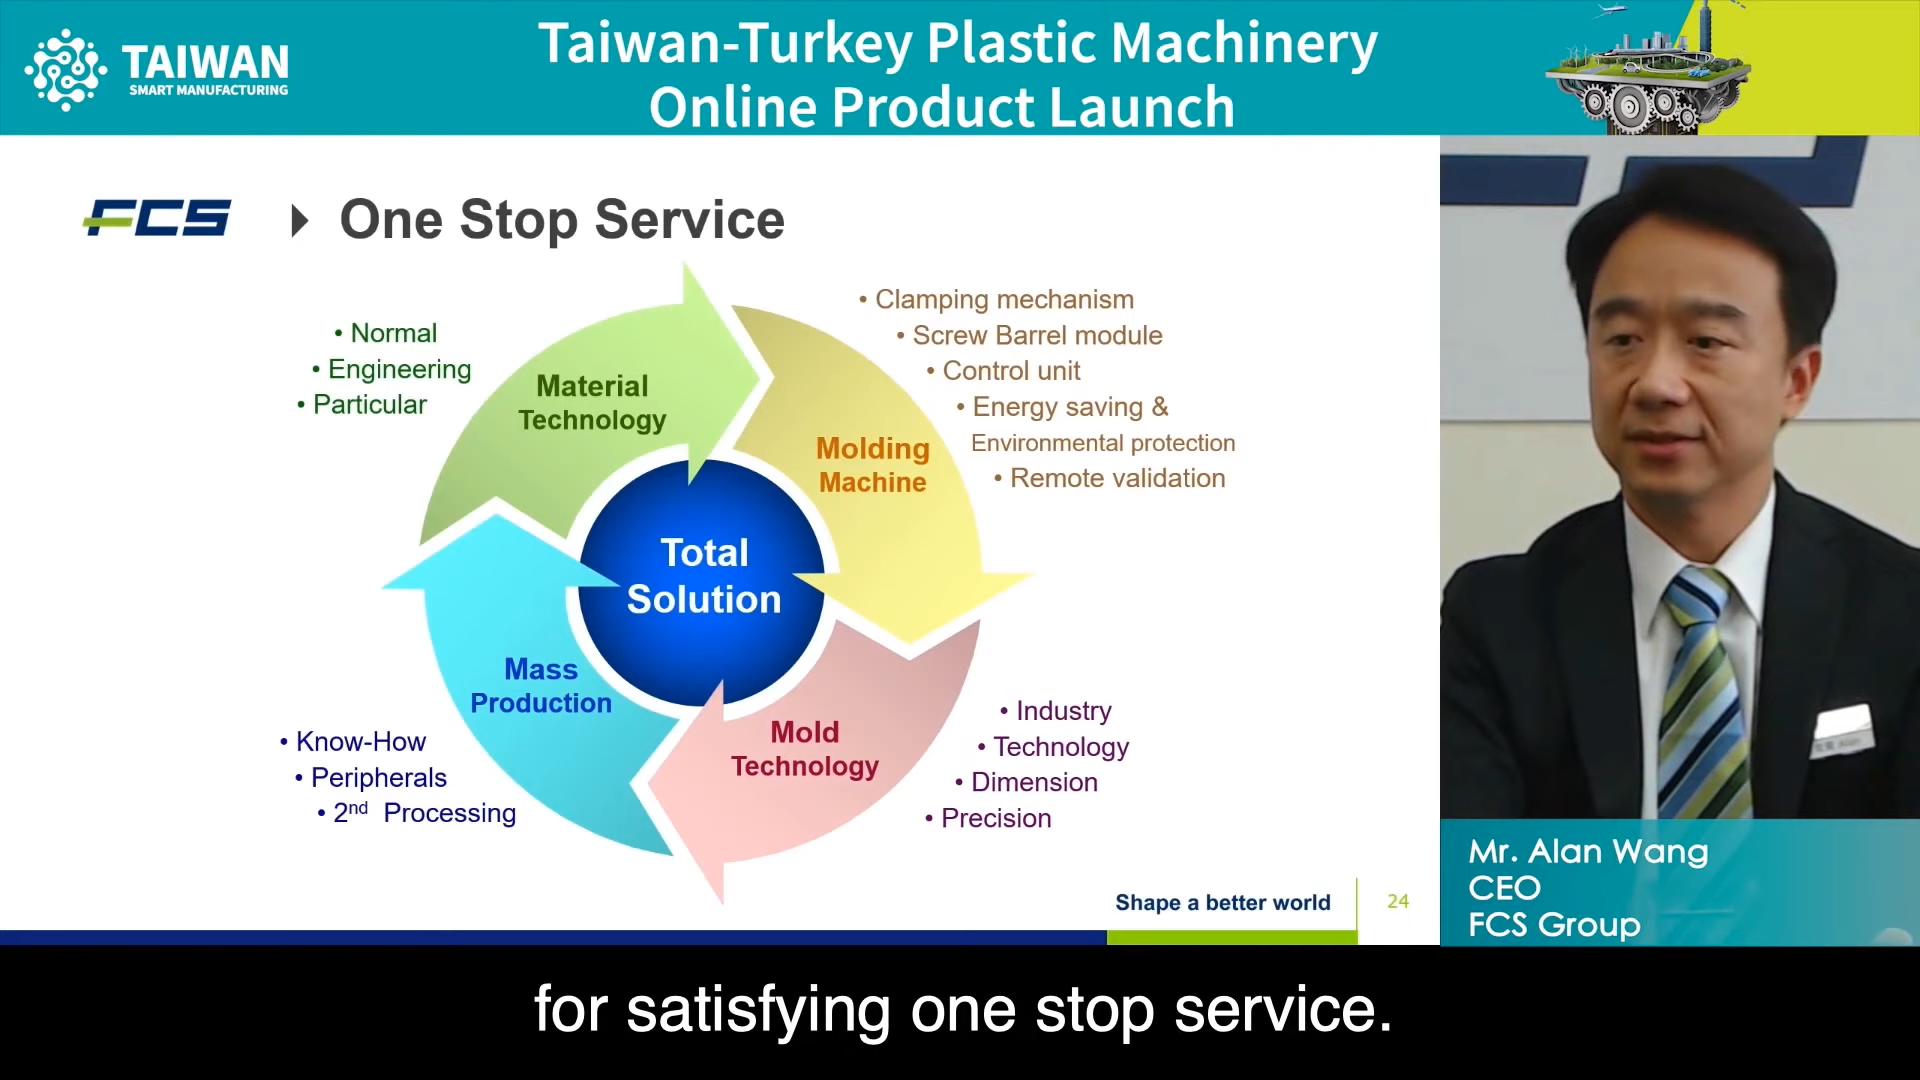 TAIWAN
SMART MANUFACTURING
Taiwan-Turkey Plastic Machinery
Online Product Launch
FCS
One Stop Service
• Normal
• Engineering
• Particular
Material
Technology
• Clamping mechanism
• Screw Barrel module
• Control unit
• Energy saving &
Environmental protection
• Remote validation
Molding
Machine
Total
Solution
Mass
Production
• Know-How
• Peripherals
• 2nd Processing
Mold
Technology
• Industry
• Technology
• Dimension
• Precision
Shape a better world
24
Mr. Alan Wang
CEO
FCS Group
for satisfying one stop service.